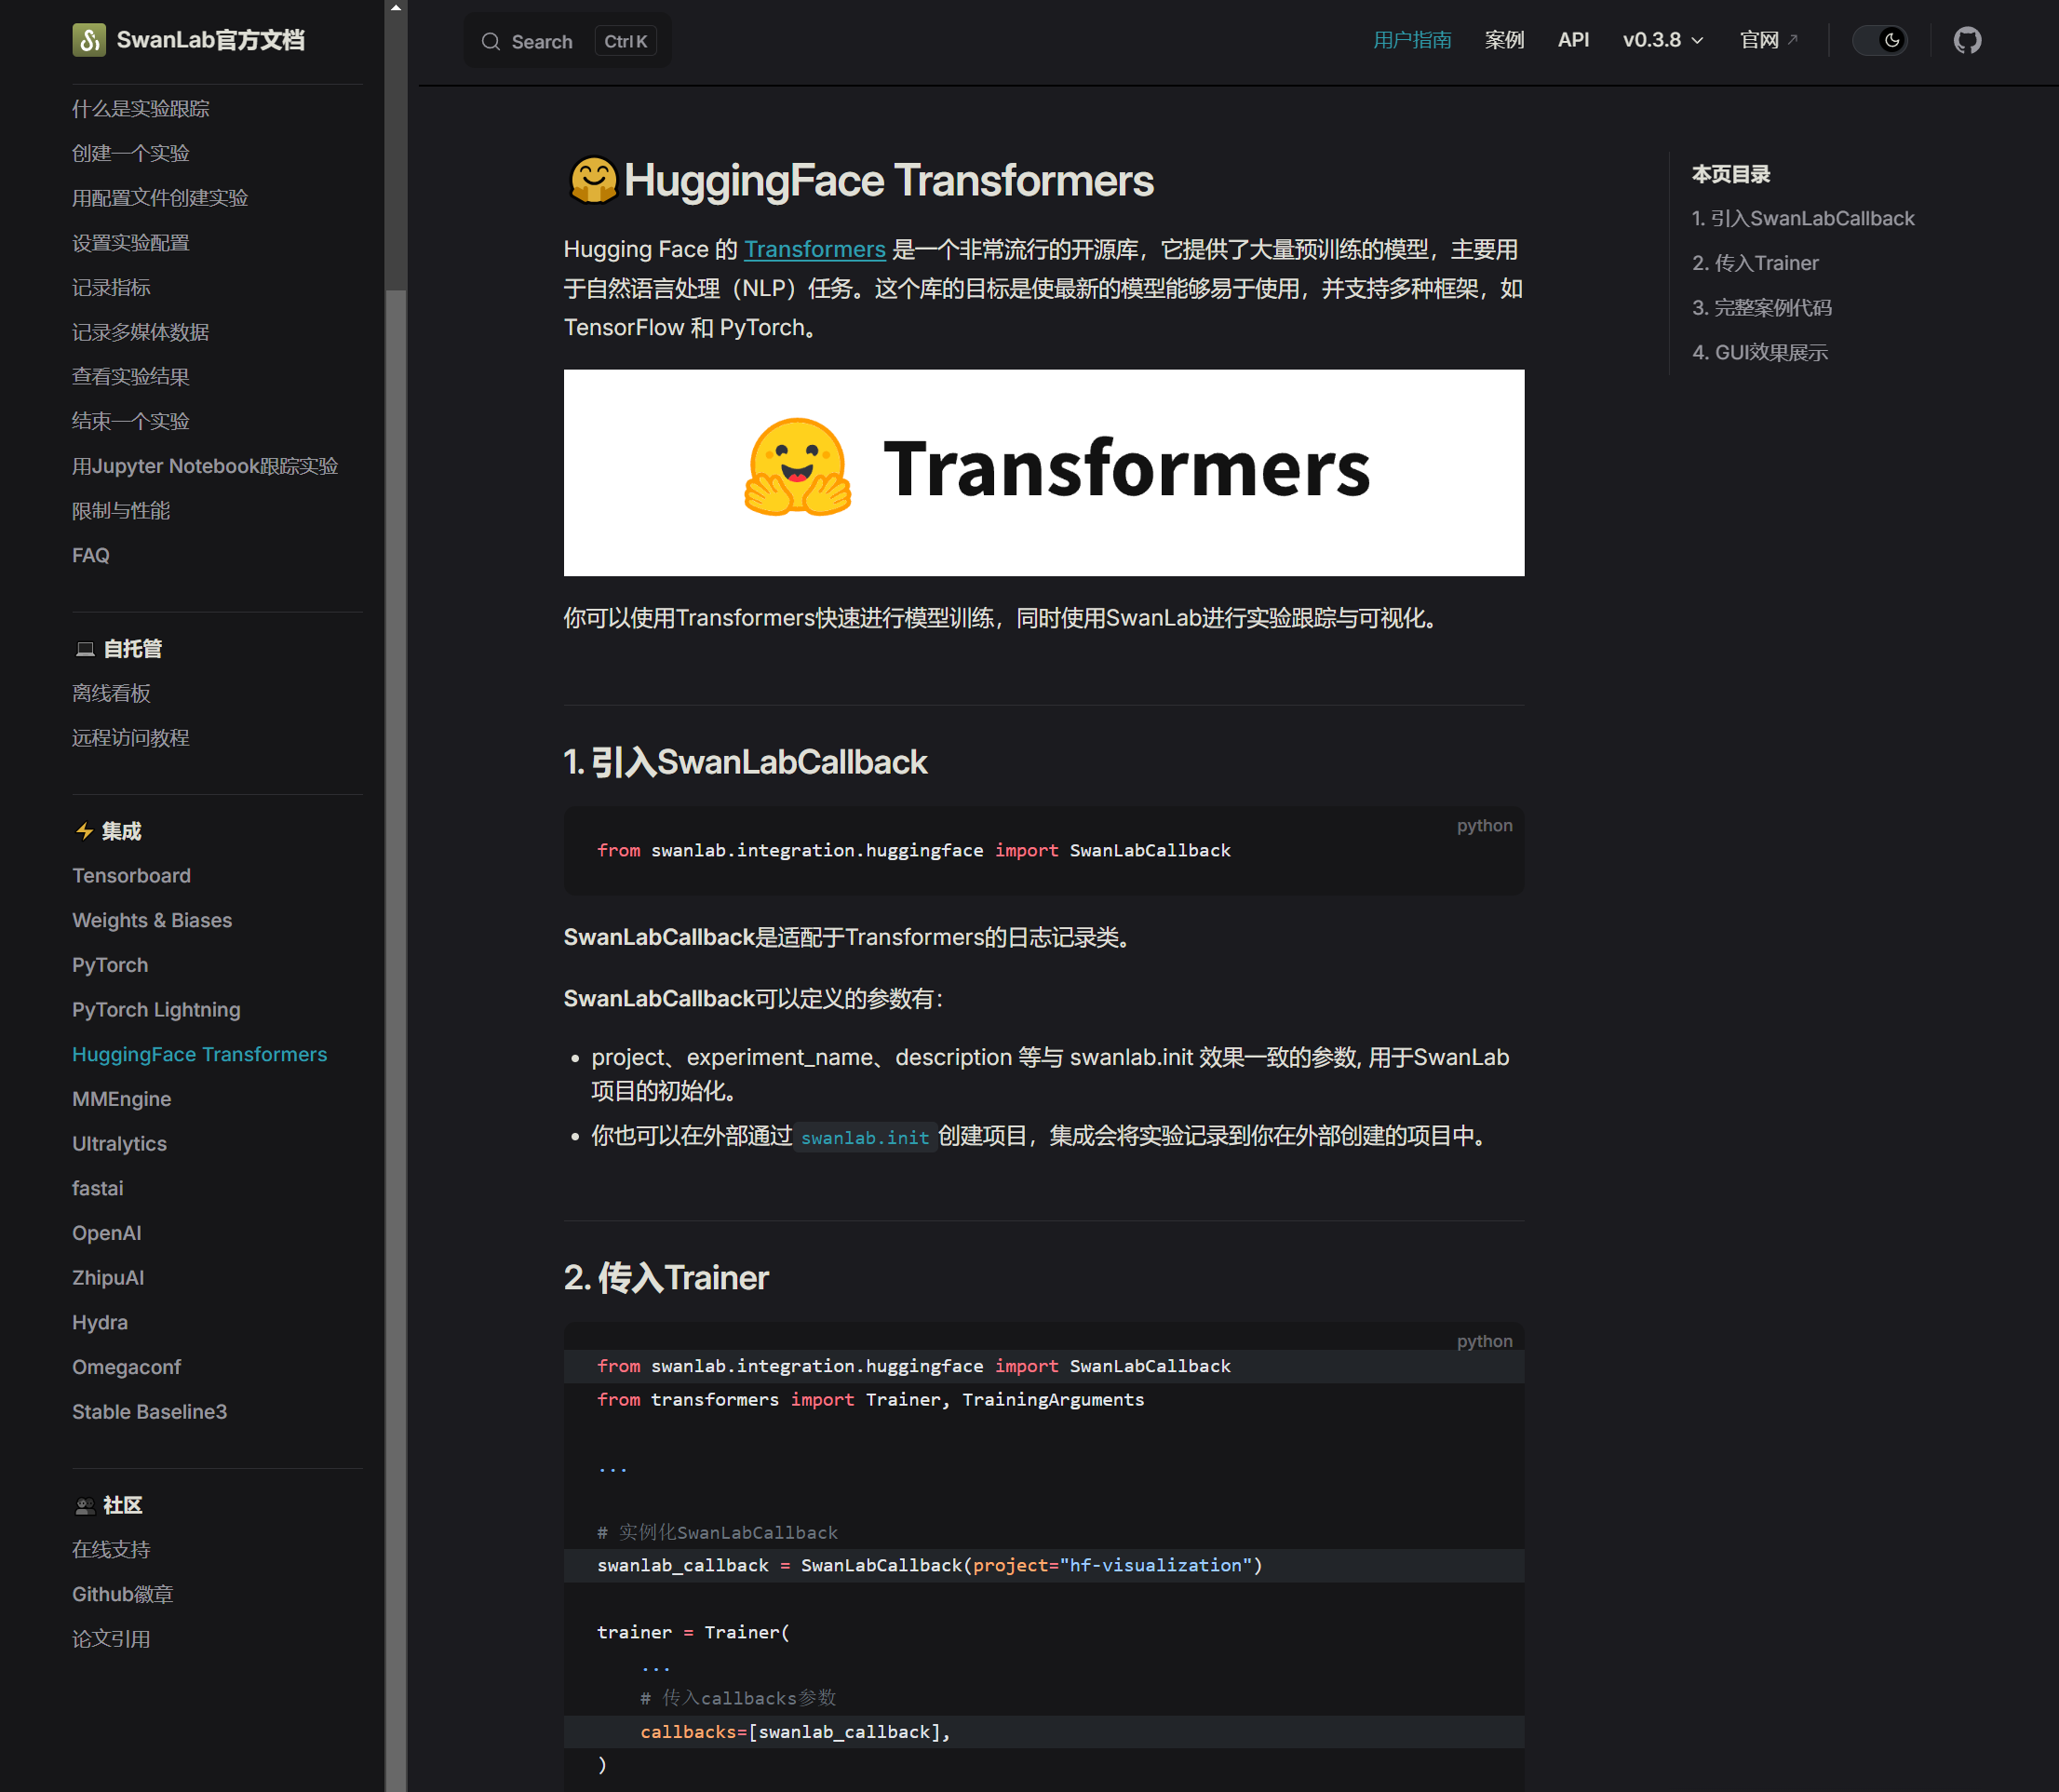 SwanLab官方文档
什么是实验跟踪
创建一个实验
用配置文件创建实验
设置实验配置
记录指标
记录多媒体数据
查看实验结果
结束一个实验
用Jupyter Notebook跟踪实验
限制与性能
FAQ
💻 自托管
离线看板
远程访问教程
⚡ 集成
Tensorboard
Weights & Biases
PyTorch
PyTorch Lightning
HuggingFace Transformers
MMEngine
Ultralytics
fastai
OpenAI
ZhipuAI
Hydra
Omegaconf
Stable Baseline3
👥 社区
在线支持
Github徽章
论文引用
Search Ctrl K
用户指南 案例 API v0.3.8 官网
🤗HuggingFace Transformers
Hugging Face 的 Transformers 是一个非常流行的开源库，它提供了大量预训练的模型，主要用
于自然语言处理（NLP）任务。这个库的目标是使最新的模型能够易于使用，并支持多种框架，如
TensorFlow 和 PyTorch。
Transformers
你可以使用Transformers快速进行模型训练，同时使用SwanLab进行实验跟踪与可视化。
1. 引入SwanLabCallback
python
from swanlab.integration.huggingface import SwanLabCallback
SwanLabCallback是适配于Transformers的日志记录类。
SwanLabCallback可以定义的参数有：
• project、experiment_name、description 等与 swanlab.init 效果一致的参数, 用于SwanLab
项目的初始化。
• 你也可以在外部通过swanlab.init创建项目，集成会将实验记录到你在外部创建的项目中。
2. 传入Trainer
python
from swanlab.integration.huggingface import SwanLabCallback
from transformers import Trainer, TrainingArguments
...
# 实例化SwanLabCallback
swanlab_callback = SwanLabCallback(project="hf-visualization")
trainer = Trainer(
...
# 传入callbacks参数
callbacks=[swanlab_callback],
)
本页目录
1. 引入SwanLabCallback
2. 传入Trainer
3. 完整案例代码
4. GUI效果展示